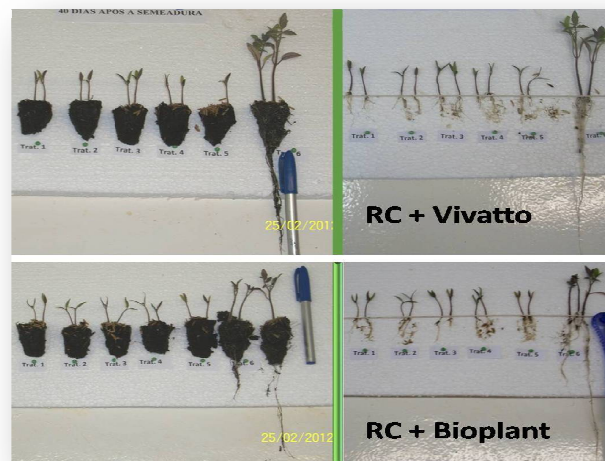 40 DIAS APÓS A SEMEADURA
Trat. 1 Trat. 2 Trat. 3 Trat. 4 Trat. 5 6
25/02/2012
Trat. 1 Trat. 2 Trat. 3 Trat. 4 Trat. 5
RC + Vivatto
Trat. 1 Trat. 2 Trat. 3 Trat. 4 Trat. 5 6
25/02/2012
Trat. 1 Trat. 2 Trat. 3 Trat. 4 Trat. 5 Trat. 6
RC + Bioplant